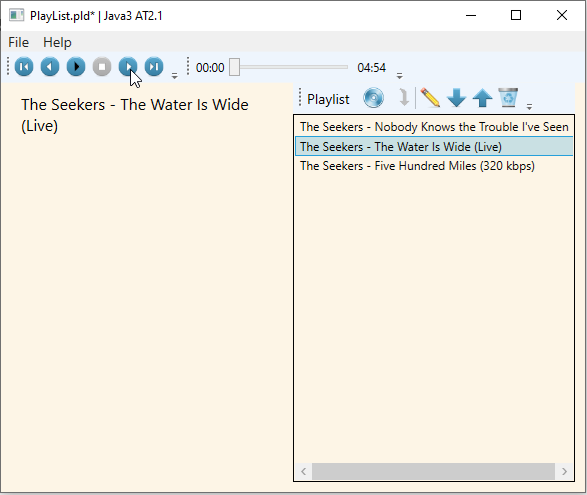 PlayList.pld* | Java3 AT2.1
File Help
00:00 04:54
The Seekers - The Water Is Wide
(Live)
Playlist
The Seekers - Nobody Knows the Trouble I've Seen
The Seekers - The Water Is Wide (Live)
The Seekers - Five Hundred Miles (320 kbps)